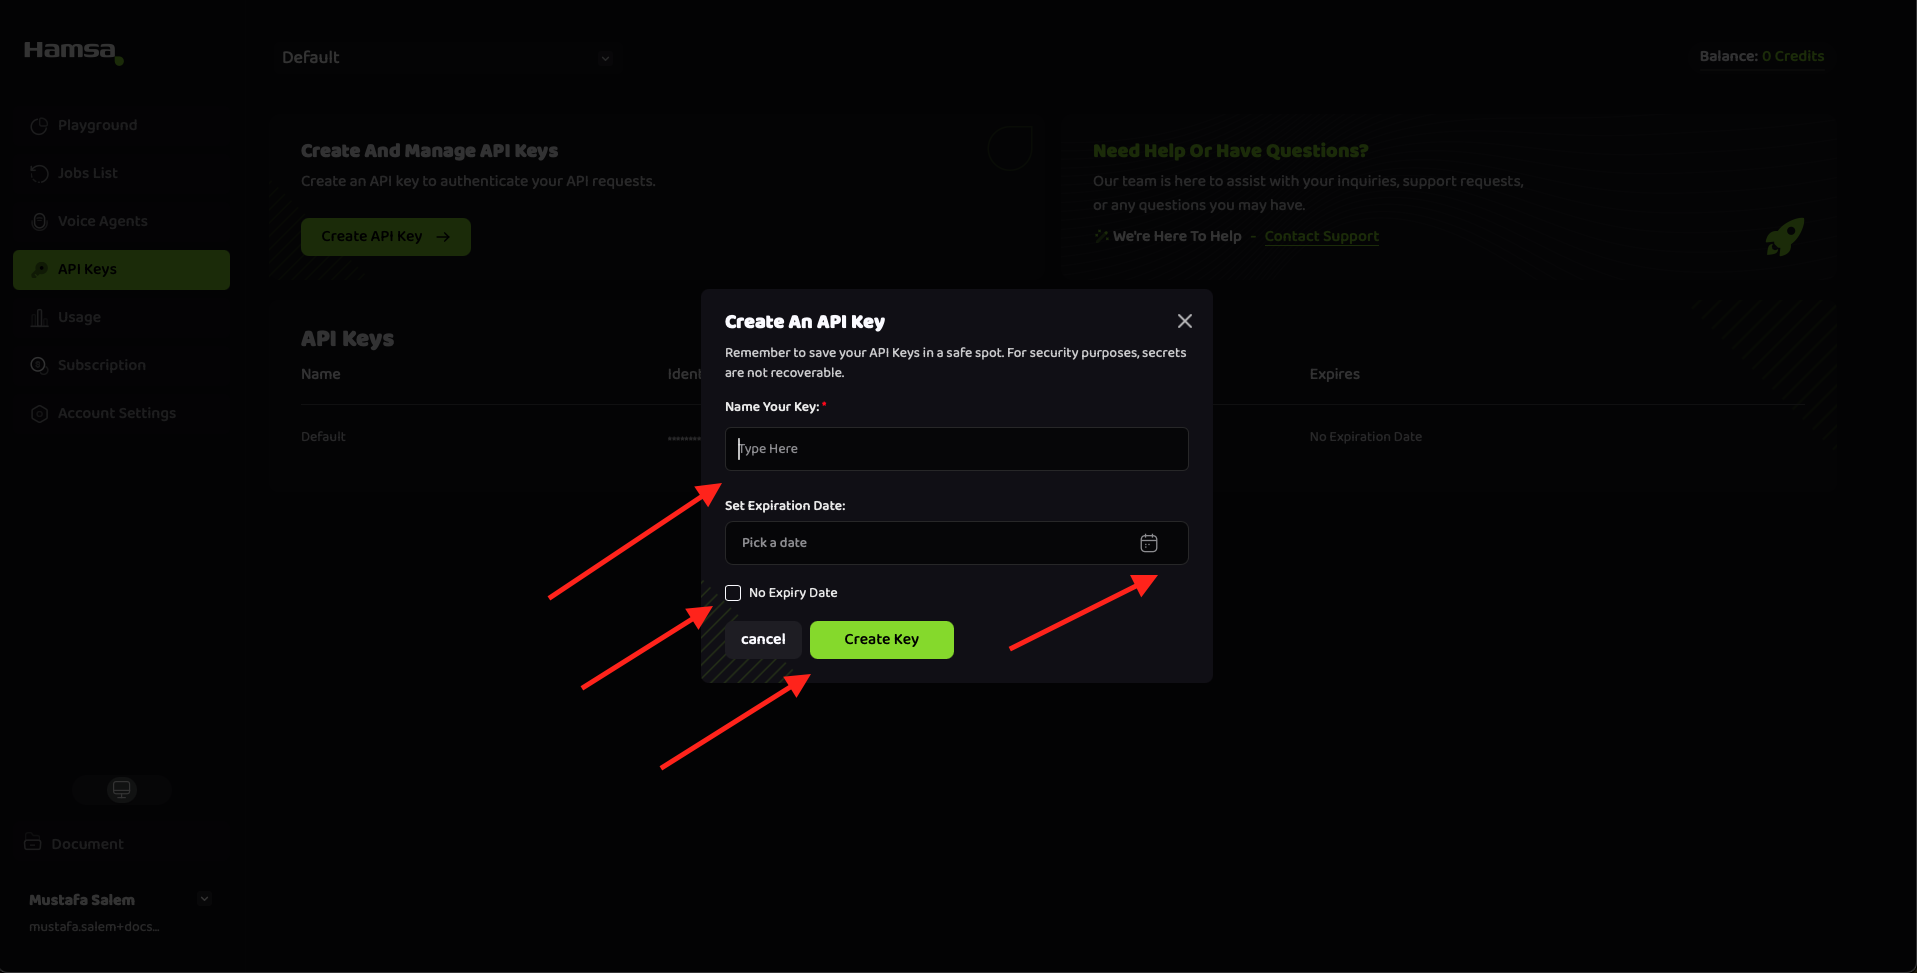 Hamsa
Default
Balance: 0 Credits
Playground
Jobs List
Voice Agents
API Keys
Usage
Subscription
Account Settings
Create And Manage API Keys
Create an API key to authenticate your API requests.
Create API Key
Need Help Or Have Questions?
Our team is here to assist with your inquiries, support requests,
or any questions you may have.
We're Here To Help - Contact Support
API Keys
Name
Ident
Expires
Default
********
No Expiration Date
Create An API Key
Remember to save your API Keys in a safe spot. For security purposes, secrets
are not recoverable.
Name Your Key: *
Type Here
Set Expiration Date:
Pick a date
No Expiry Date
cancel
Create Key
Document
Mustafa Salem
mustafa.salem+docs...